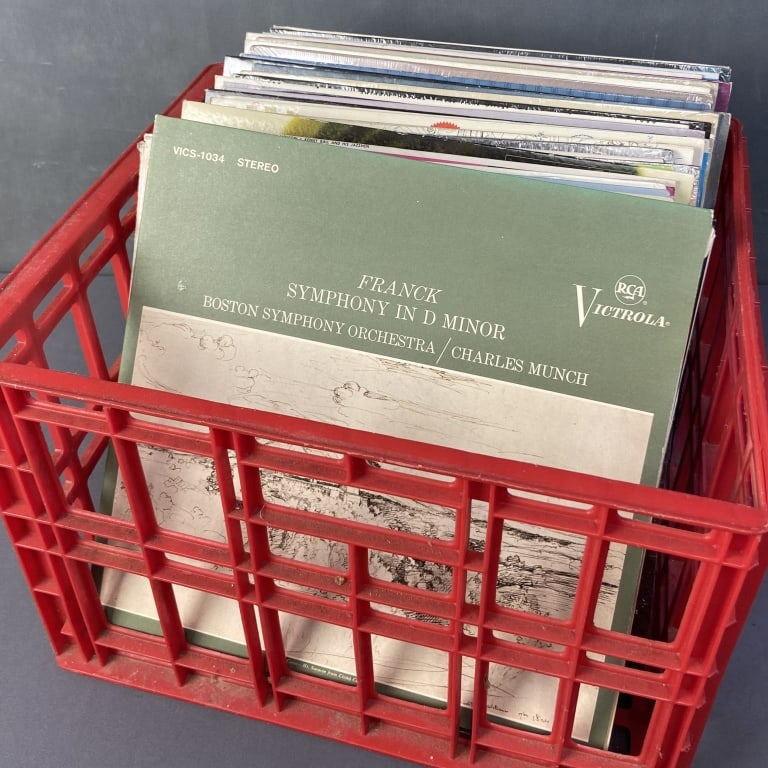 VICS-1034 STEREO
FRANCK
SYMPHONY IN D MINOR
BOSTON SYMPHONY ORCHESTRA / CHARLES MUNCH
RCA
VICTROLA